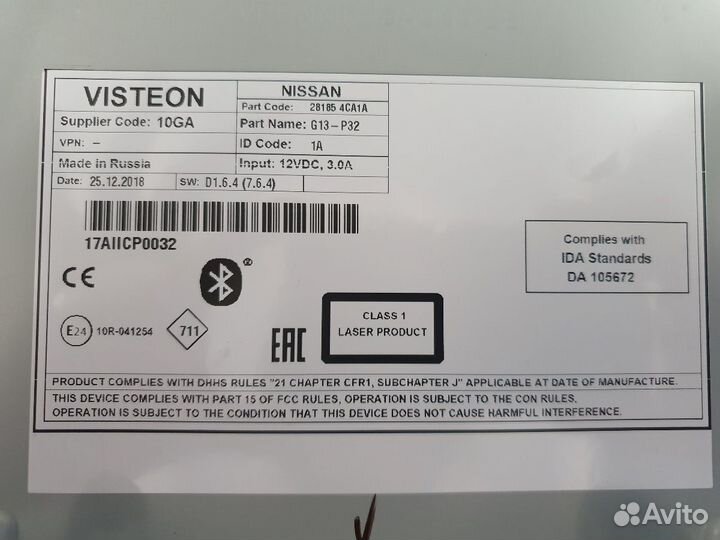 VISTEON
Supplier Code: 10GA
VPN: –
Made in Russia
Date: 25.12.2018
SW: D1.6.4 (7.6.4)
NISSAN
Part Code: 28185 4CA1A
Part Name: G13-P32
ID Code: 1A
Input: 12VDC, 3.0A
17AIICP0032
CE
®
Complies with
IDA Standards
DA 105672
E24 10R-041254
711
EAC
CLASS 1
LASER PRODUCT
PRODUCT COMPLIES WITH DHHS RULES "21 CHAPTER CFR1, SUBCHAPTER J" APPLICABLE AT DATE OF MANUFACTURE.
THIS DEVICE COMPLIES WITH PART 15 OF FCC RULES, OPERATION IS SUBJECT TO THE CON RULES.
OPERATION IS SUBJECT TO THE CONDITION THAT THIS DEVICE DOES NOT CAUSE HARMFUL INTERFERENCE.
Avito